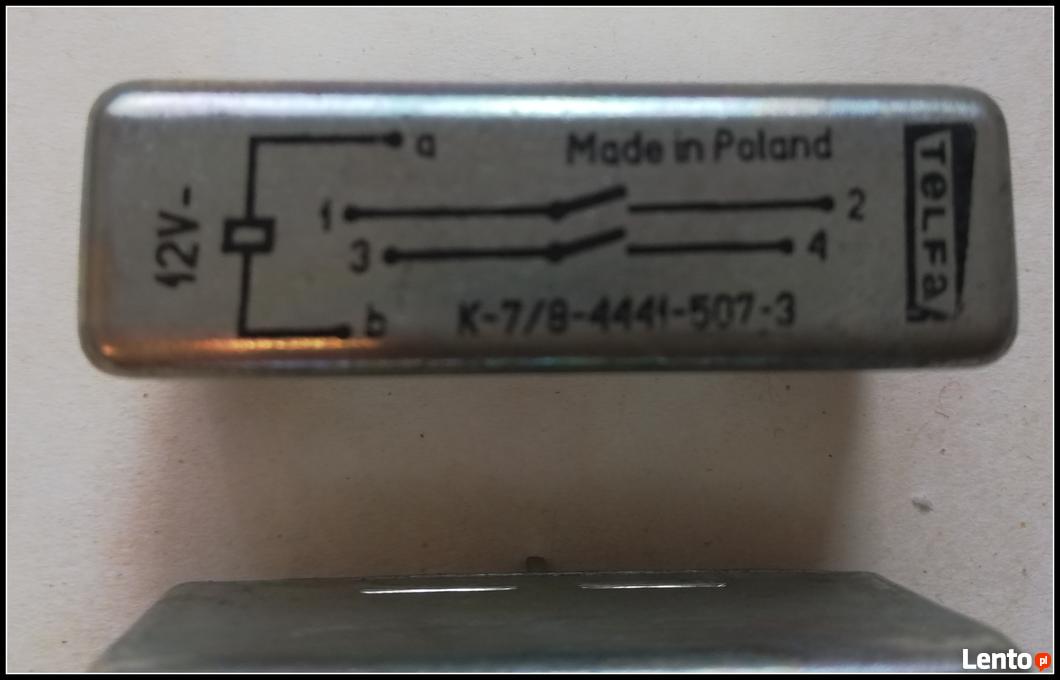 a
Made in Poland
12V-
1 2
3 4
b
K-7/8-4441-507-3
TELFA
Lento pl